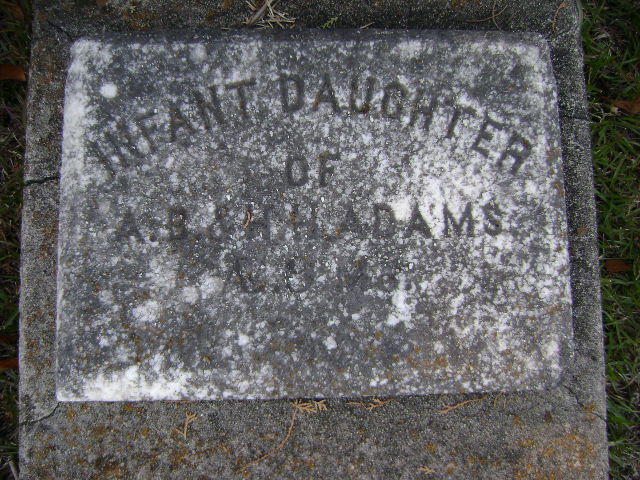 INFANT DAUGHTER
OF
A.B. & H.H. ADAMS